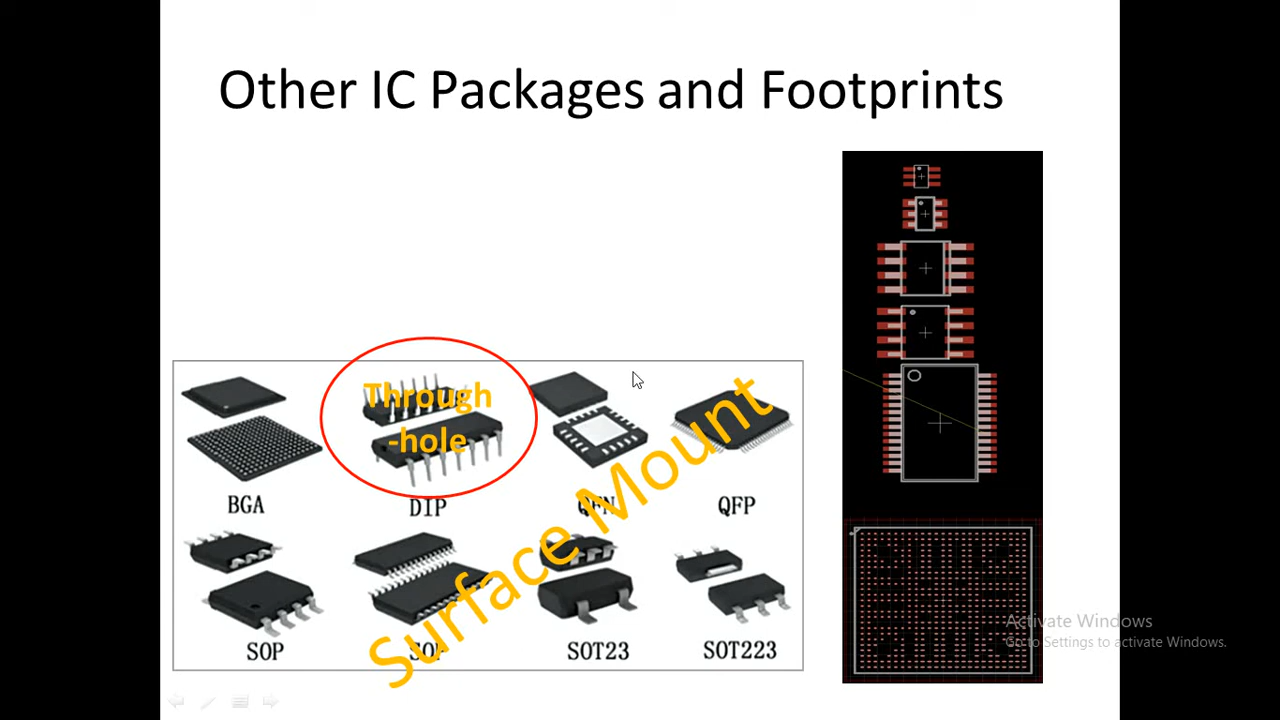 Other IC Packages and Footprints
Through
-hole
Surface Mount
BGA
DIP
QFN
QFP
SOP
SOT23
SOT223
Activate Windows
Go to Settings to activate Windows.